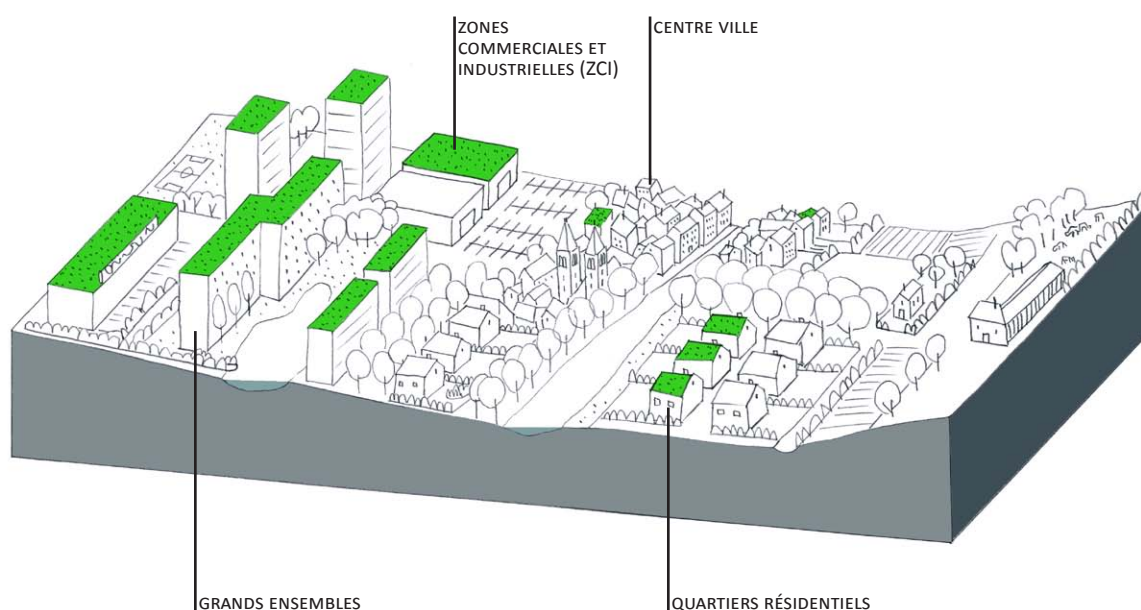 ZONES
COMMERCIALES ET
INDUSTRIELLES (ZCI)
CENTRE VILLE
GRANDS ENSEMBLES
QUARTIERS RÉSIDENTIELS